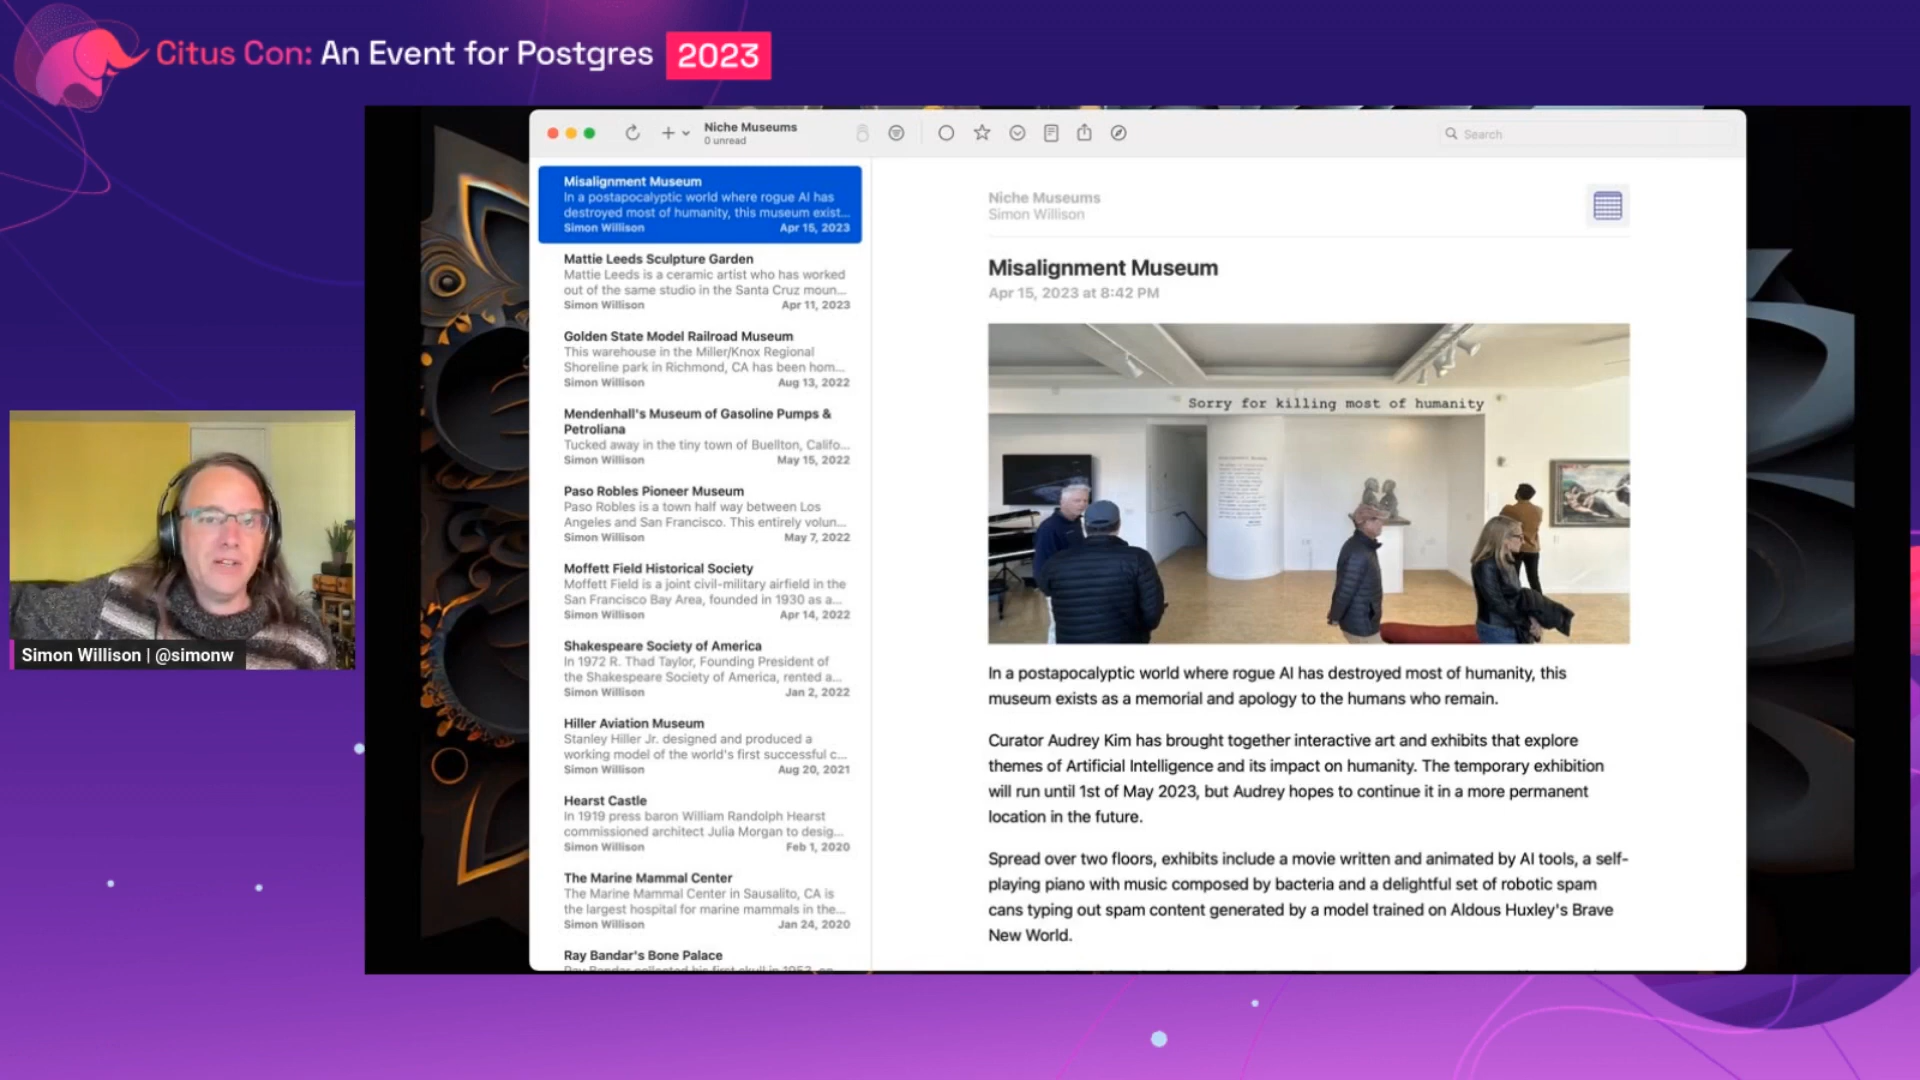 Citus Con: An Event for Postgres 2023
Niche Museums
0 unread
Search
Misalignment Museum
In a postapocalyptic world where rogue AI has
destroyed most of humanity, this museum exist...
Simon Willison Apr 15, 2023
Mattie Leeds Sculpture Garden
Mattie Leeds is a ceramic artist who has worked
out of the same studio in the Santa Cruz moun...
Simon Willison Apr 11, 2023
Golden State Model Railroad Museum
This warehouse in the Miller/Knox Regional
Shoreline park in Richmond, CA has been hom...
Simon Willison Aug 13, 2022
Mendenhall's Museum of Gasoline Pumps &
Petroliana
Tucked away in the tiny town of Buellton, Califo...
Simon Willison May 15, 2022
Paso Robles Pioneer Museum
Paso Robles is a town half way between Los
Angeles and San Francisco. This entirely volun...
Simon Willison May 7, 2022
Moffett Field Historical Society
Moffett Field is a joint civil-military airfield in the
San Francisco Bay Area, founded in 1930 as a...
Simon Willison Apr 14, 2022
Shakespeare Society of America
In 1972 R. Thad Taylor, Founding President of
the Shakespeare Society of America, rented a...
Simon Willison Jan 2, 2022
Hiller Aviation Museum
Stanley Hiller Jr. designed and produced a
working model of the world's first successful c...
Simon Willison Aug 20, 2021
Hearst Castle
In 1919 press baron William Randolph Hearst
commissioned architect Julia Morgan to desig...
Simon Willison Feb 1, 2020
The Marine Mammal Center
The Marine Mammal Center in Sausalito, CA is
the largest hospital for marine mammals in the...
Simon Willison Jan 24, 2020
Ray Bandar's Bone Palace
Ray Bandar collected his first skull in 1953, on
Niche Museums
Simon Willison
Misalignment Museum
Apr 15, 2023 at 8:42 PM
Sorry for killing most of humanity
In a postapocalyptic world where rogue AI has destroyed most of humanity, this
museum exists as a memorial and apology to the humans who remain.
Curator Audrey Kim has brought together interactive art and exhibits that explore
themes of Artificial Intelligence and its impact on humanity. The temporary exhibition
will run until 1st of May 2023, but Audrey hopes to continue it in a more permanent
location in the future.
Spread over two floors, exhibits include a movie written and animated by AI tools, a self-
playing piano with music composed by bacteria and a delightful set of robotic spam
cans typing out spam content generated by a model trained on Aldous Huxley's Brave
New World.
Simon Willison | @simonw